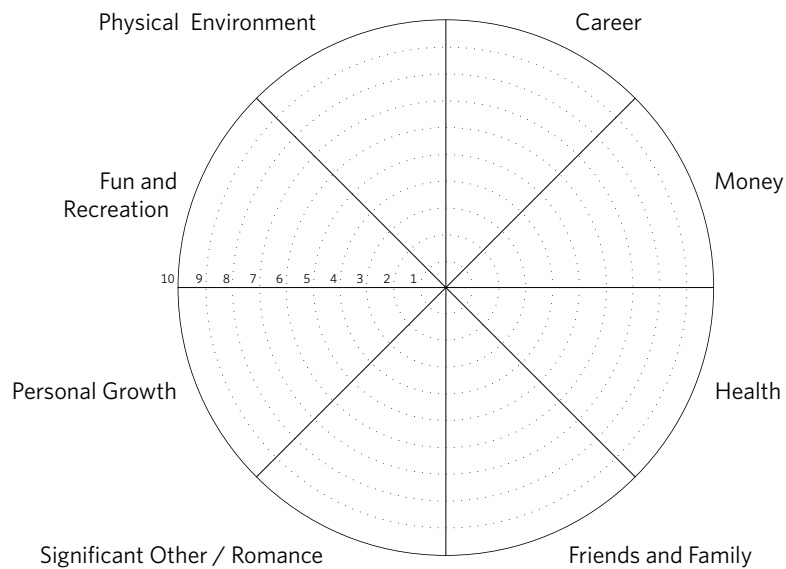 Physical Environment
Career
Fun and
Recreation
Money
10 9 8 7 6 5 4 3 2 1
Personal Growth
Health
Significant Other / Romance
Friends and Family